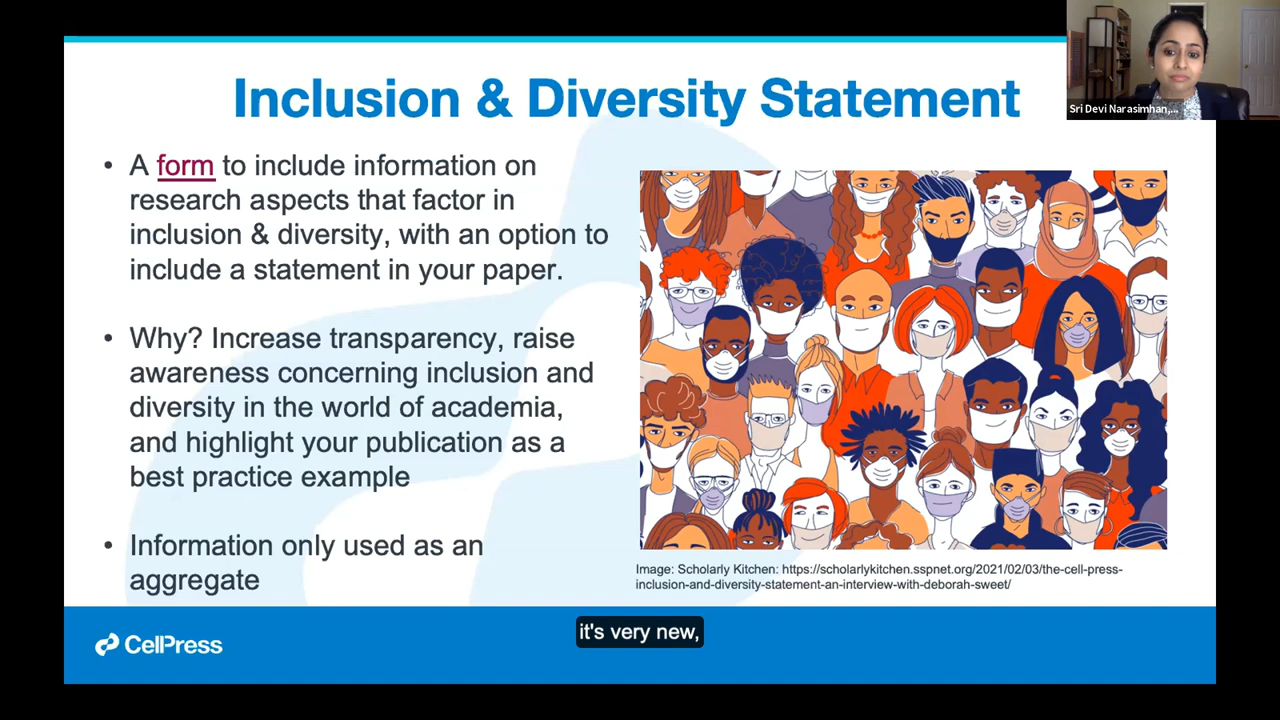 Inclusion & Diversity Statement
Sri Devi Narasimhan,...
• A form to include information on
research aspects that factor in
inclusion & diversity, with an option to
include a statement in your paper.
• Why? Increase transparency, raise
awareness concerning inclusion and
diversity in the world of academia,
and highlight your publication as a
best practice example
• Information only used as an
aggregate
Image: Scholarly Kitchen: https://scholarlykitchen.sspnet.org/2021/02/03/the-cell-press-
inclusion-and-diversity-statement-an-interview-with-deborah-sweet/
it's very new,
CellPress